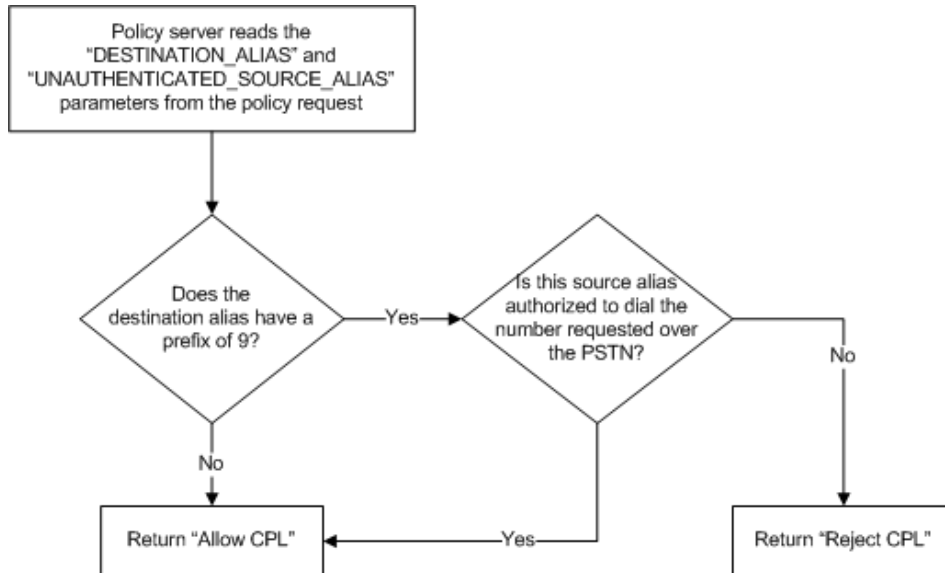 Policy server reads the
“DESTINATION_ALIAS” and
“UNAUTHENTICATED_SOURCE_ALIAS”
parameters from the policy request
Does the
destination alias have a
prefix of 9?
Yes
Is this source alias
authorized to dial the
number requested over
the PSTN?
No
No
Return “Allow CPL”
Yes
Return “Reject CPL”